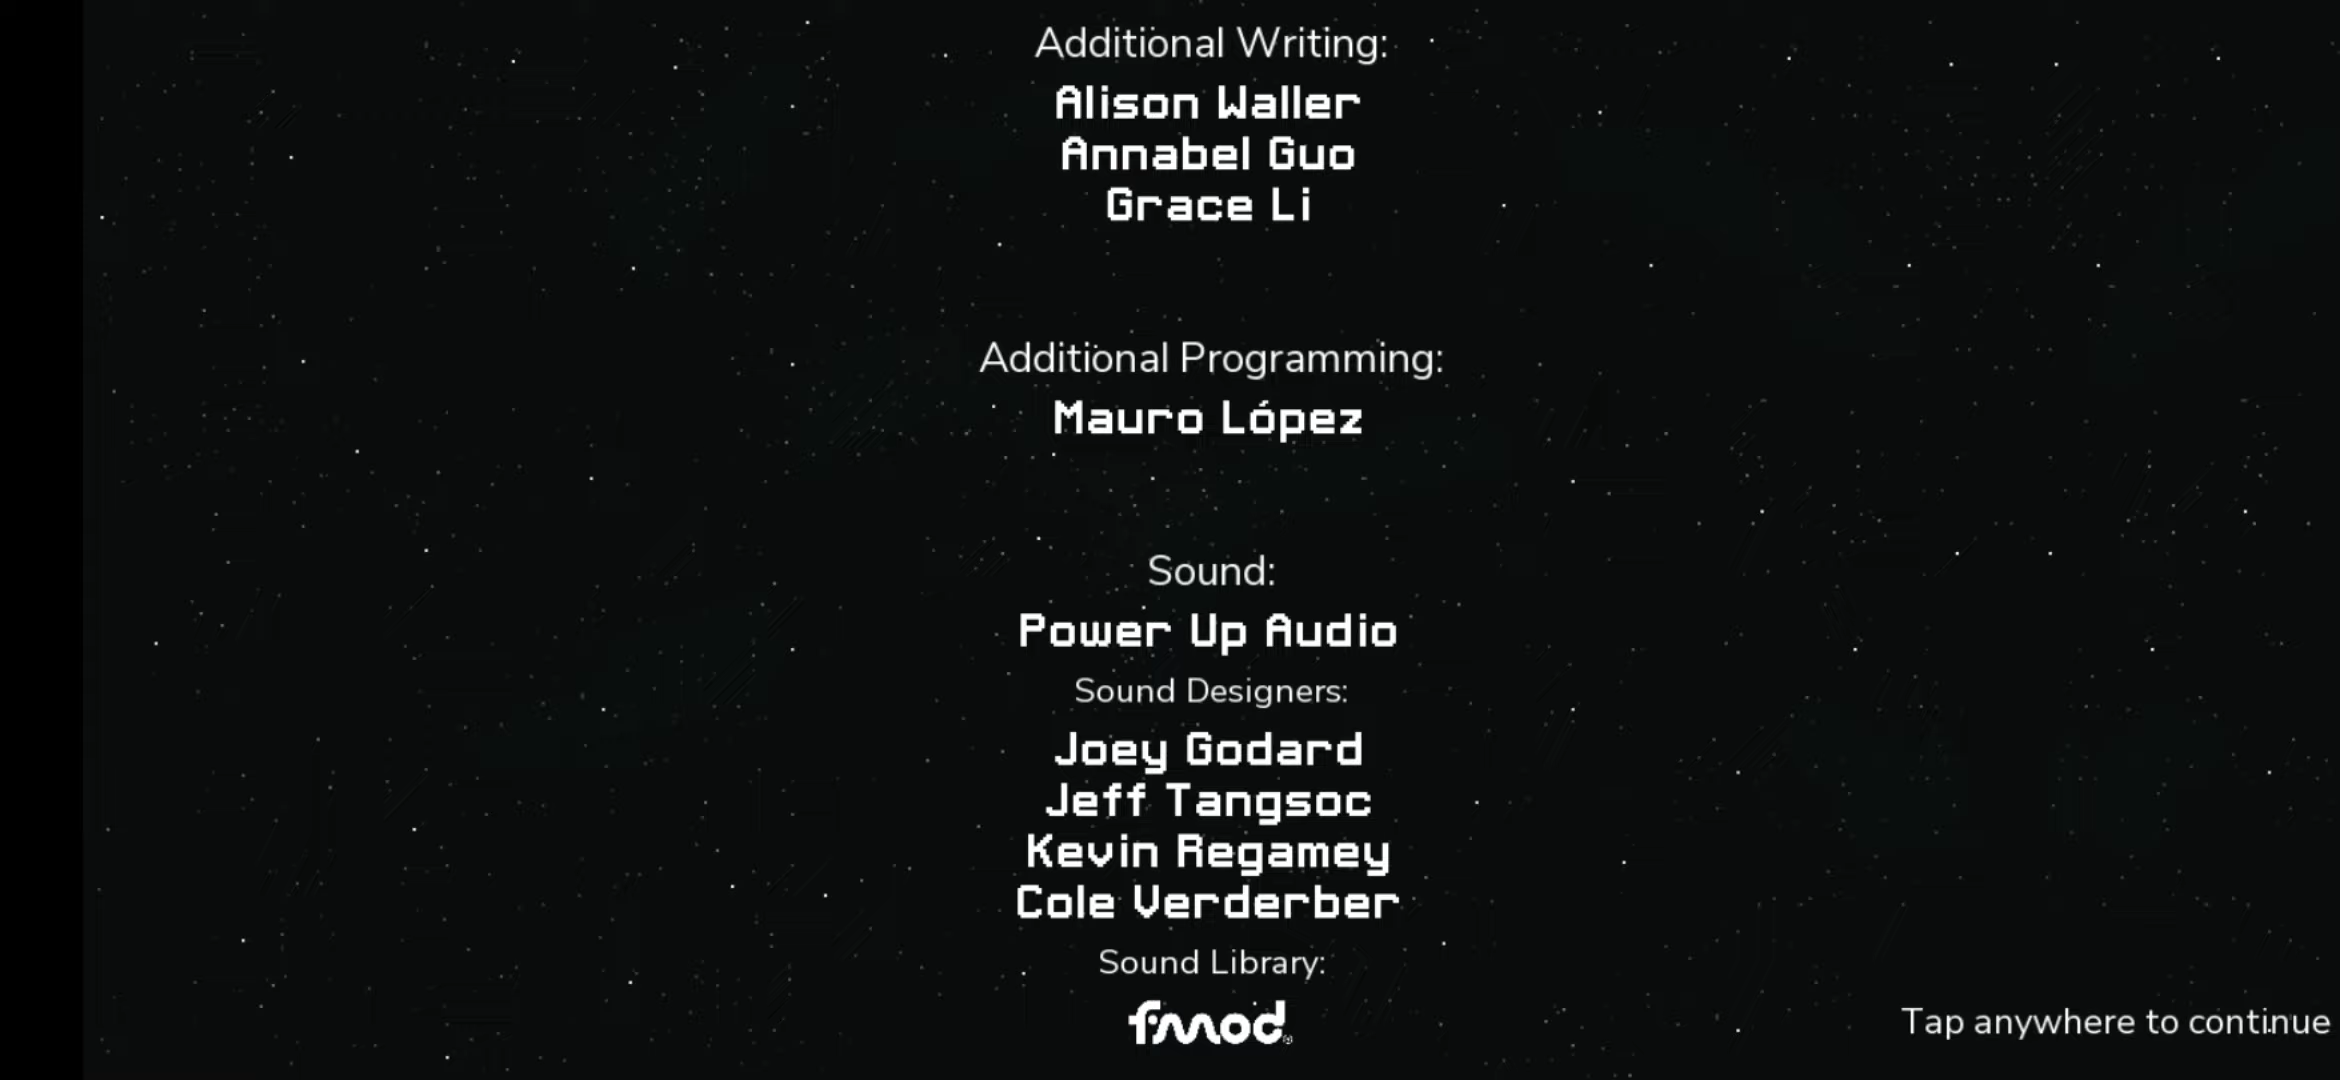 Additional Writing:
Alison Waller
Annabel Guo
Grace Li
Additional Programming:
Mauro López
Sound:
Power Up Audio
Sound Designers:
Joey Godard
Jeff Tangsoc
Kevin Regamey
Cole Verderber
Sound Library:
fmod®
Tap anywhere to continue